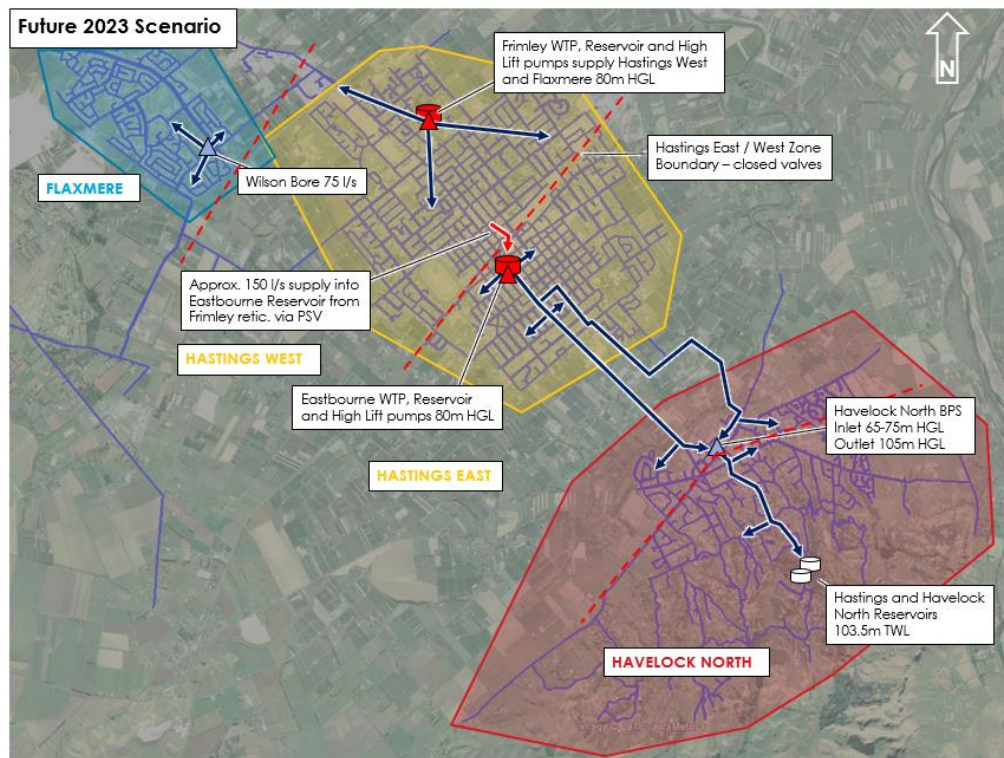 Future 2023 Scenario
Frimley WTP, Reservoir and High
Lift pumps supply Hastings West
and Flaxmere 80m HGL
N
Hastings East / West Zone
Boundary – closed valves
FLAXMERE
Wilson Bore 75 l/s
Approx. 150 l/s supply into
Eastbourne Reservoir from
Frimley retic. via PSV
HASTINGS WEST
Eastbourne WTP, Reservoir
and High Lift pumps 80m HGL
HASTINGS EAST
Havelock North BPS
Inlet 65-75m HGL
Outlet 105m HGL
Hastings and Havelock
North Reservoirs
103.5m TWL
HAVELOCK NORTH